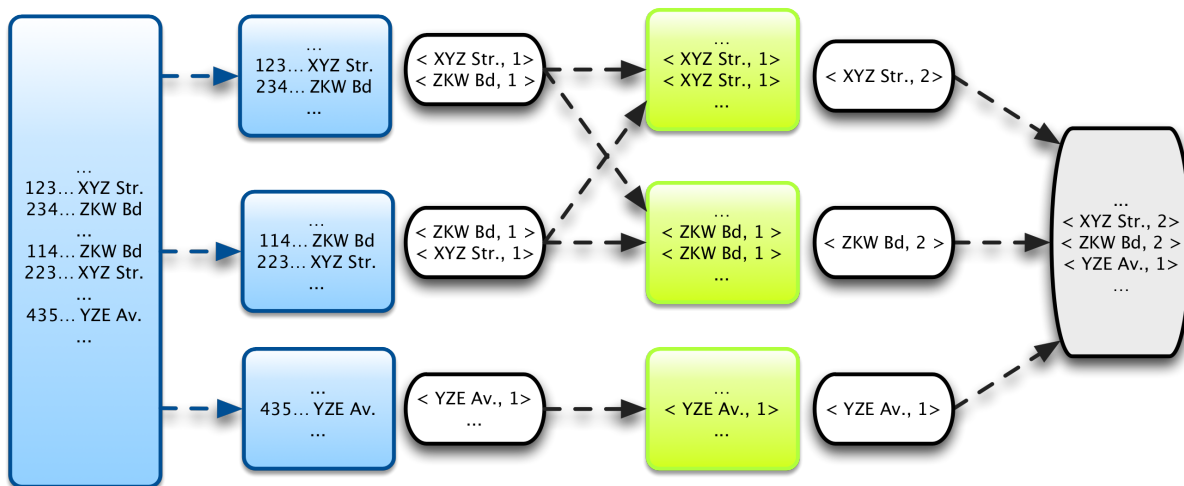 ...
123... XYZ Str.
234... ZKW Bd
...
114... ZKW Bd
223... XYZ Str.
...
435... YZE Av.
...
...
123... XYZ Str.
234... ZKW Bd
...
...
114... ZKW Bd
223... XYZ Str.
...
...
435... YZE Av.
...
< XYZ Str., 1>
< ZKW Bd, 1 >
< ZKW Bd, 1 >
< XYZ Str., 1>
< YZE Av., 1>
...
...
< XYZ Str., 1>
< XYZ Str., 1>
...
...
< ZKW Bd, 1 >
< ZKW Bd, 1 >
...
...
< YZE Av., 1>
...
< XYZ Str., 2>
< ZKW Bd, 2 >
< YZE Av., 1>
...
< XYZ Str., 2>
< ZKW Bd, 2 >
< YZE Av., 1>
...